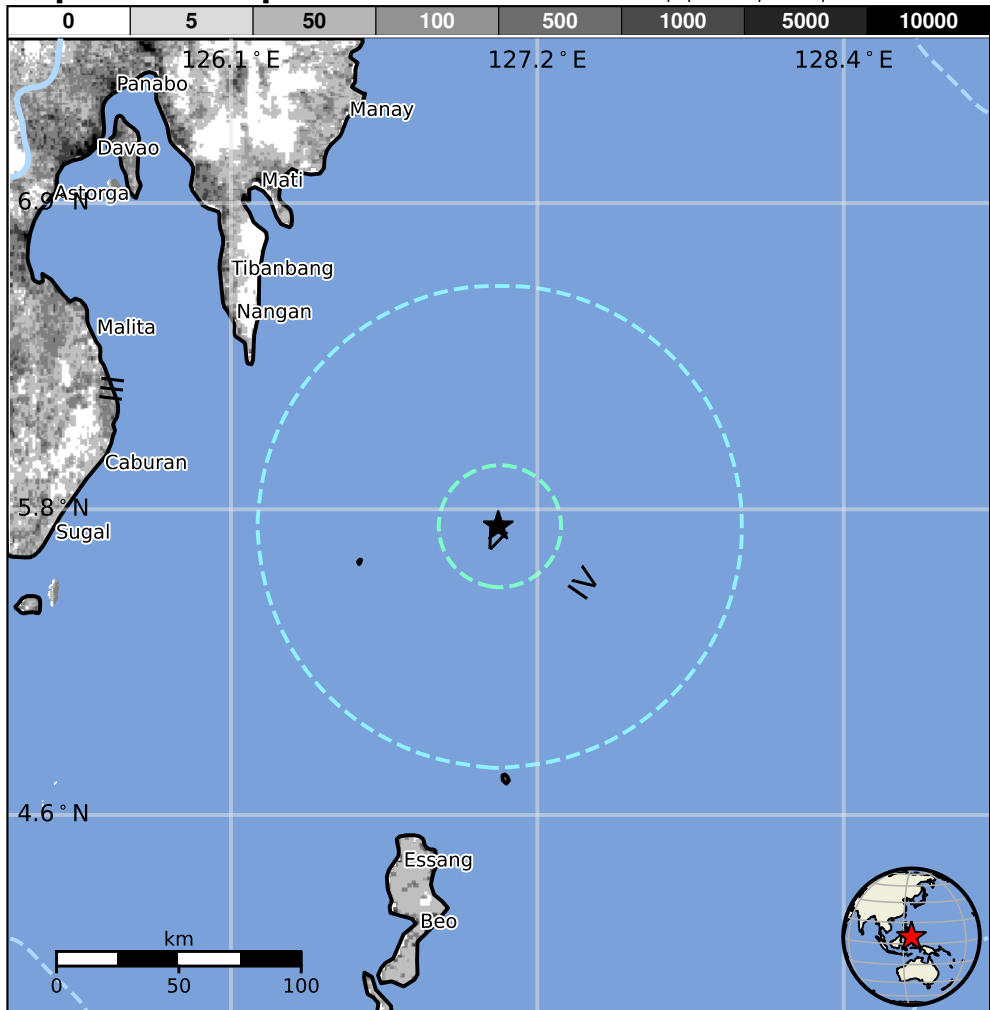 0 5 50 100 500 1000 5000 10000
126.1°E 127.2°E 128.4°E
Panabo
Manay
Davao
Mati
Astorga
6.9°N
Tibanbang
Nangan
Malita
III
Caburan
5.8°N
Sugal
IV
4.6°N
Essang
Beo
km
0 50 100